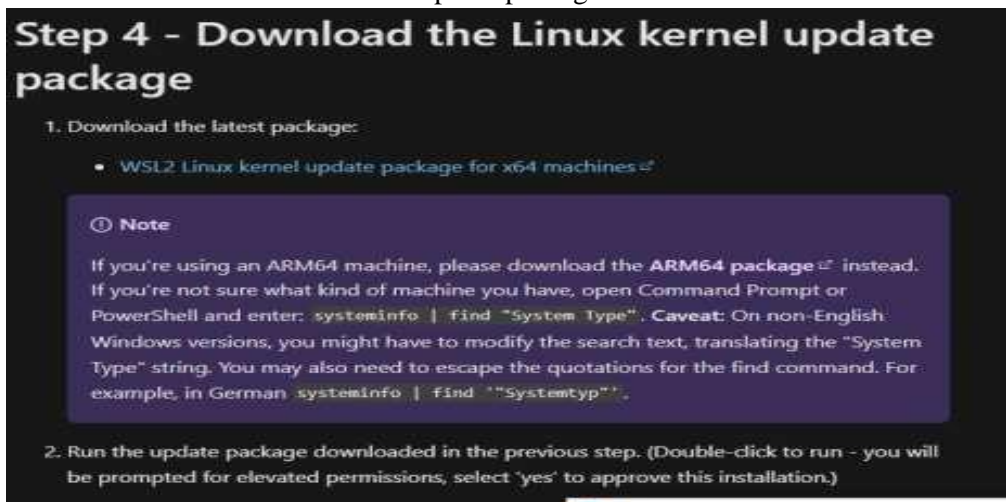 Step 4 - Download the Linux kernel update
package
1. Download the latest package:
• WSL2 Linux kernel update package for x64 machines
Note
If you're using an ARM64 machine, please download the ARM64 package instead.
If you're not sure what kind of machine you have, open Command Prompt or
PowerShell and enter: systeminfo | find "System Type". Caveat: On non-English
Windows versions, you might have to modify the search text, translating the "System
Type" string. You may also need to escape the quotations for the find command. For
example, in German systeminfo | find '"Systemtyp"'.
2. Run the update package downloaded in the previous step. (Double-click to run - you will
be prompted for elevated permissions, select 'yes' to approve this installation.)